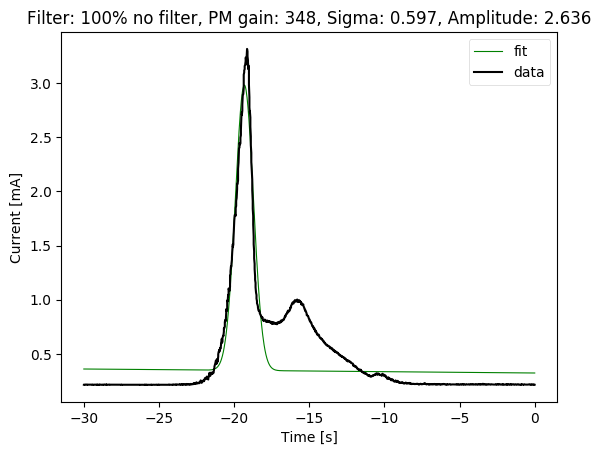 Filter: 100% no filter, PM gain: 348, Sigma: 0.597, Amplitude: 2.636
fit
data
Current [mA]
3.0
2.5
2.0
1.5
1.0
0.5
−30 −25 −20 −15 −10 −5 0
Time [s]